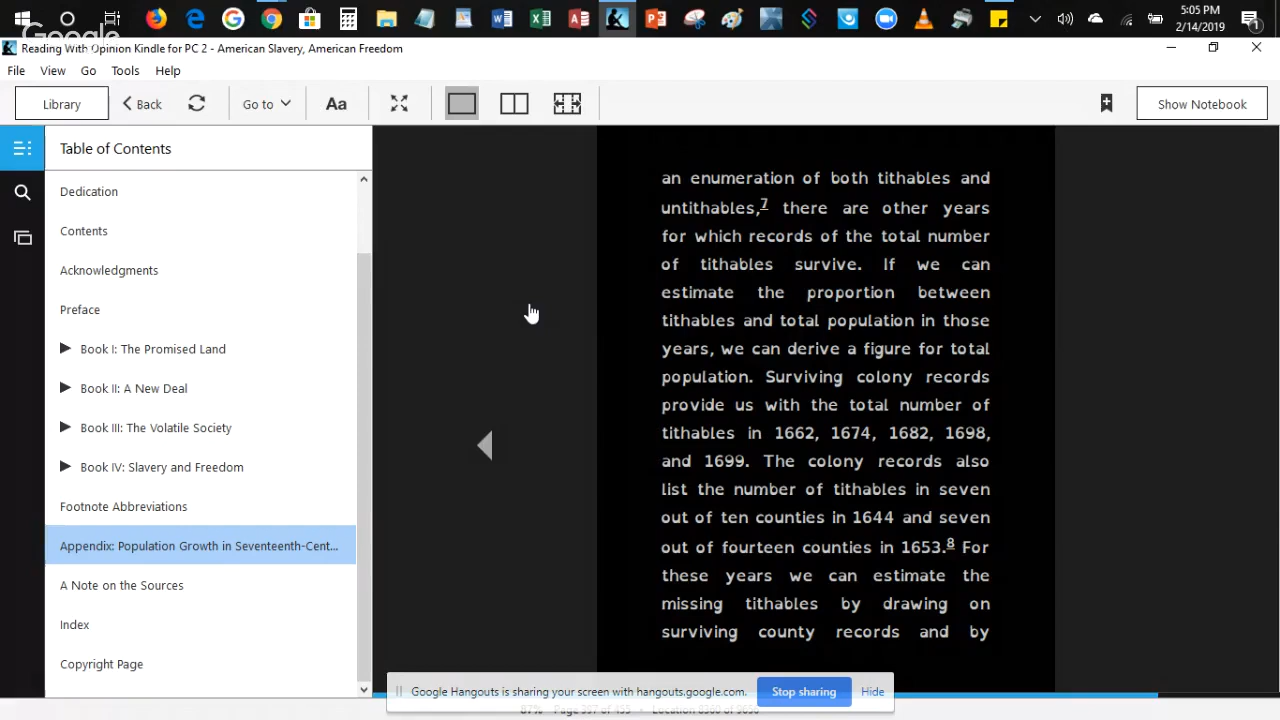 Google
5:05 PM
2/14/2019
1
Reading With Opinion Kindle for PC 2 - American Slavery, American Freedom
File View Go Tools Help
Library Back Go to Aa Show Notebook
Table of Contents
Dedication
Contents
Acknowledgments
Preface
Book I: The Promised Land
Book II: A New Deal
Book III: The Volatile Society
Book IV: Slavery and Freedom
Footnote Abbreviations
Appendix: Population Growth in Seventeenth-Cent...
A Note on the Sources
Index
Copyright Page
an enumeration of both tithables and
untithables,7 there are other years
for which records of the total number
of tithables survive. If we can
estimate the proportion between
tithables and total population in those
years, we can derive a figure for total
population. Surviving colony records
provide us with the total number of
tithables in 1662, 1674, 1682, 1698,
and 1699. The colony records also
list the number of tithables in seven
out of ten counties in 1644 and seven
out of fourteen counties in 1653.8 For
these years we can estimate the
missing tithables by drawing on
surviving county records and by
Google Hangouts is sharing your screen with hangouts.google.com. Stop sharing Hide